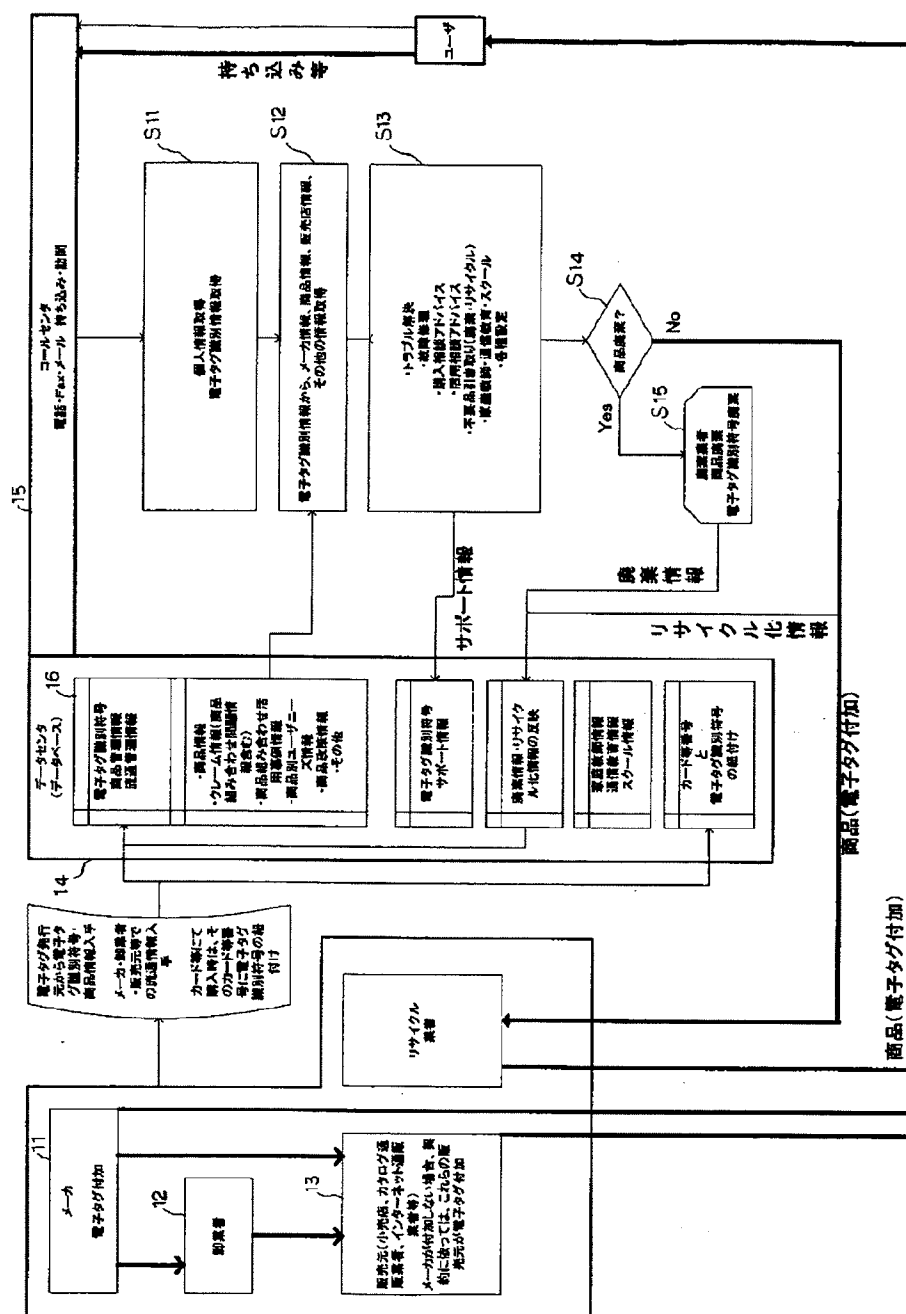 15
コールセンタ
電話・Fax・メール 持ち込み・訪問
ユーザ
持ち込み等
S11
個人情報取得
電子タグ識別情報取得
S12
電子タグ識別情報から、メーカ情報、商品情報、販売店情報、
その他の情報取得
S13
・トラブル解決
・故障修理
・購入相談アドバイス
・活用相談アドバイス
・不要品引き取り(廃棄・リサイクル)
・家庭教師・通信教育・スクール
・各種設定
S14
商品廃棄?
Yes
No
S15
廃棄業者
商品廃棄
電子タグ識別符号廃棄
サポート情報
廃棄情報
リサイクル化情報
14
データセンタ
(データベース)
16
電子タグ識別符号
商品管理情報
流通管理情報
・商品情報
・クレーム情報(商品
組み合わせ問題情
報含む)
・商品組み合わせ活
用事例情報
・商品別ユーザニー
ズ情報
・商品改良情報
・その他
電子タグ識別符号
サポート情報
廃棄情報・リサイク
ル化情報の反映
家庭教師情報
通信教育情報
スクール情報
カード等番号
と
電子タグ識別符号
の紐付け
電子タグ発行
元から電子タ
グ識別符号・
商品情報入手
メーカ・卸業者
・販売元等で
の流通情報入
手
カード等にて
購入時は、そ
のカード等番
号に電子タグ
識別符号の紐
付け
11
メーカ
電子タグ付加
12
卸業者
13
販売元(小売店、カタログ通
販業者、インターネット通販
業者等)
メーカが付加しない場合、契
約に依っては、これらの販
売元が電子タグ付加
リサイクル
業者
商品(電子タグ付加)
商品(電子タグ付加)